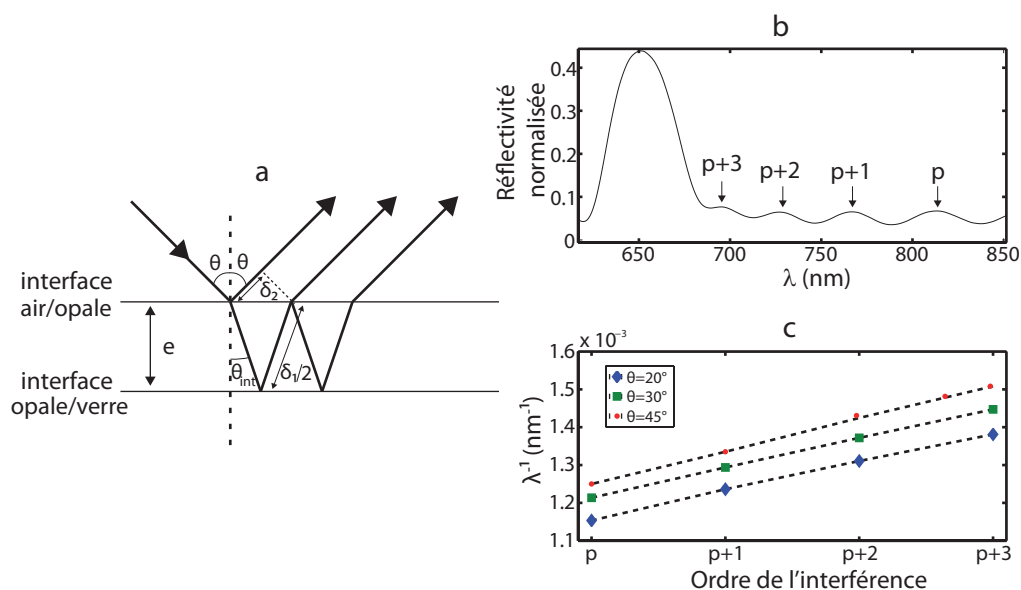 a
θ θ
δ₂
interface
air/opale
e
θint
δ₁/2
interface
opale/verre
b
Réflectivité
normalisée
0.4
0.3
0.2
0.1
0
p+3
p+2
p+1
p
650
700
750
800
850
λ (nm)
c
x 10⁻³
1.6
1.5
1.4
1.3
1.2
1.1
λ⁻¹ (nm⁻¹)
θ=20°
θ=30°
θ=45°
p
p+1
p+2
p+3
Ordre de l'interférence